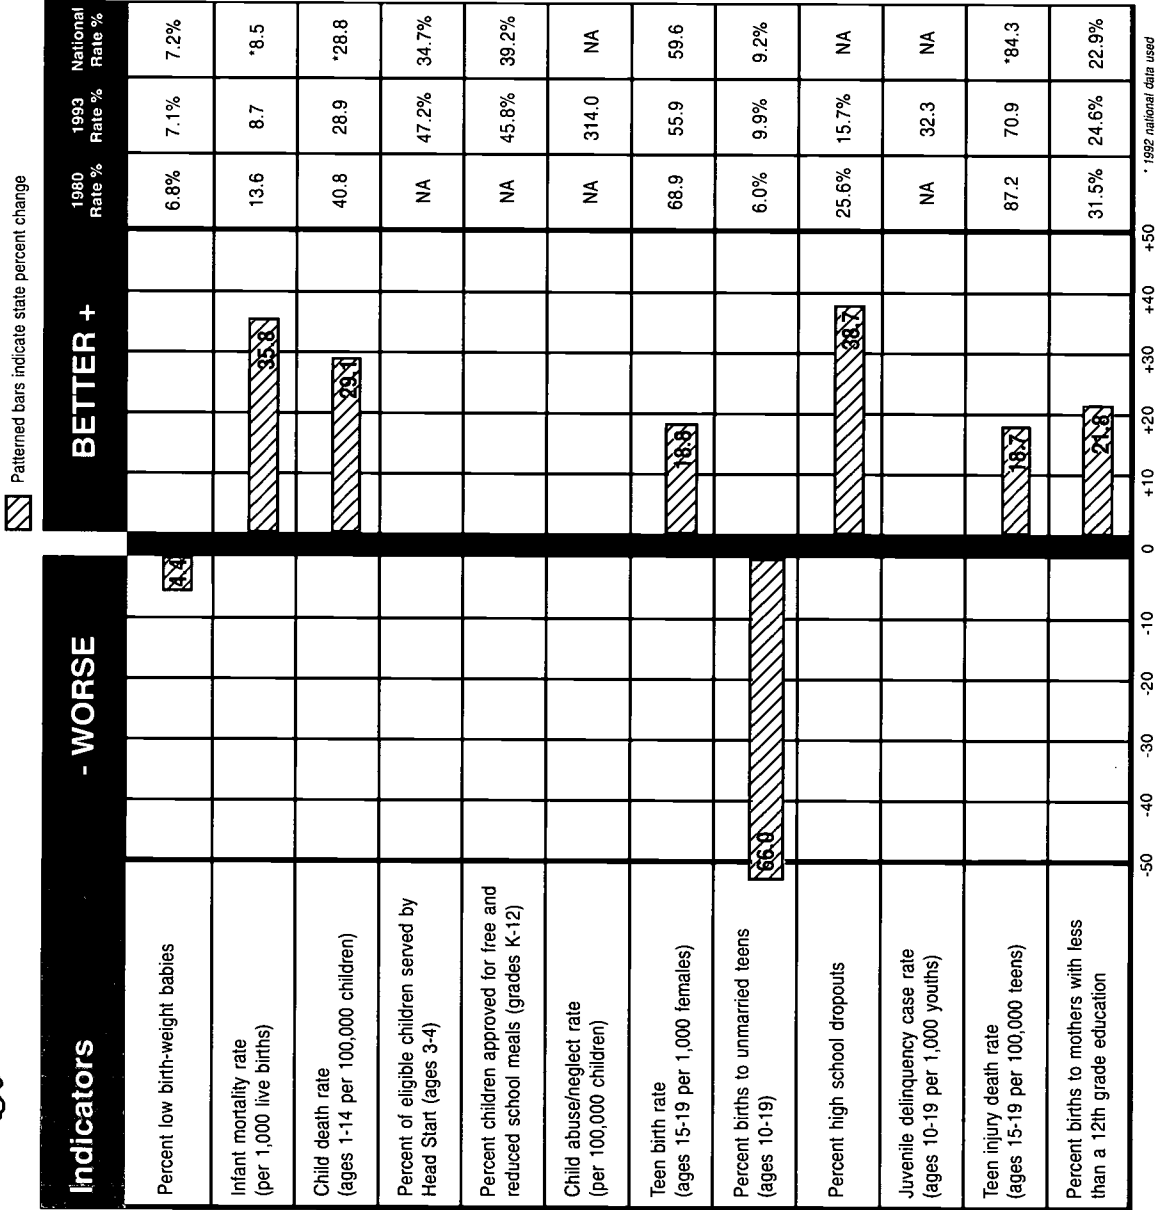 Patterned bars indicate state percent change
Indicators - WORSE BETTER + 1980 Rate % 1993 Rate % National Rate %
Percent low birth-weight babies 4.4 6.8% 7.1% 7.2%
Infant mortality rate
(per 1,000 live births) 35.8 13.6 8.7 *8.5
Child death rate
(ages 1-14 per 100,000 children) 29.1 40.8 28.9 *28.8
Percent of eligible children served by
Head Start (ages 3-4) NA 47.2% 34.7%
Percent children approved for free and
reduced school meals (grades K-12) NA 45.8% 39.2%
Child abuse/neglect rate
(per 100,000 children) NA 314.0 NA
Teen birth rate
(ages 15-19 per 1,000 females) 18.8 68.9 55.9 59.6
Percent births to unmarried teens
(ages 10-19) 66.0 6.0% 9.9% 9.2%
Percent high school dropouts 38.7 25.6% 15.7% NA
Juvenile delinquency case rate
(ages 10-19 per 1,000 youths) NA 32.3 NA
Teen injury death rate
(ages 15-19 per 100,000 teens) 18.7 87.2 70.9 *84.3
Percent births to mothers with less
than a 12th grade education 21.8 31.5% 24.6% 22.9%
-50 -40 -30 -20 -10 0 +10 +20 +30 +40 +50
* 1992 national data used